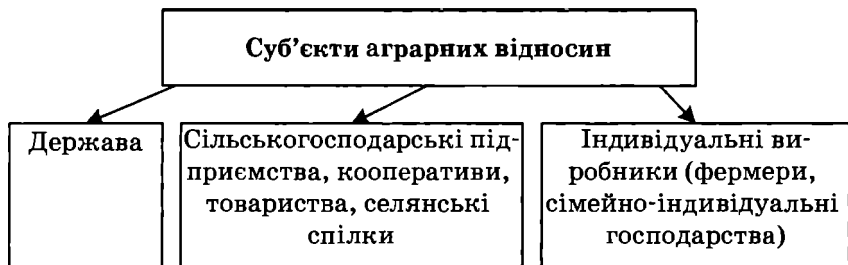 Суб’єкти аграрних відносин
Держава
Сільськогосподарські під-
приємства, кооперативи,
товариства, селянські
спілки
Індивідуальні ви-
робники (фермери,
сімейно-індивідуальні
господарства)